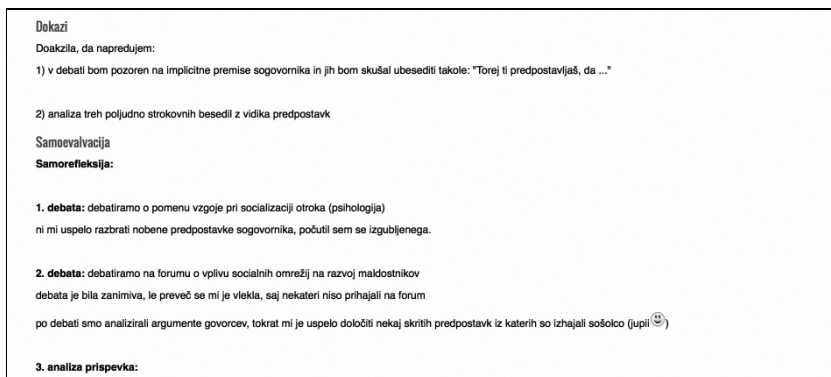 Dokazi
Doakzila, da napredujem:
1) v debati bom pozoren na implicitne premise sogovornika in jih bom skušal ubesediti takole: "Torej ti predpostavljaš, da ..."
2) analiza treh poljudno strokovnih besedil z vidika predpostavk
Samoevalvacija
Samorefleksija:
1. debata: debatiramo o pomenu vzgoje pri socializaciji otroka (psihologija)
ni mi uspelo razbrati nobene predpostavke sogovornika, počutil sem se izgubljenega.
2. debata: debatiramo na forumu o vplivu socialnih omrežij na razvoj maldostnikov
debata je bila zanimiva, le preveč se mi je vlekla, saj nekateri niso prihajali na forum
po debati smo analizirali argumente govorcev, tokrat mi je uspelo določiti nekaj skritih predpostavk iz katerih so izhajali sošolco (jupii )
3. analiza prispevka: